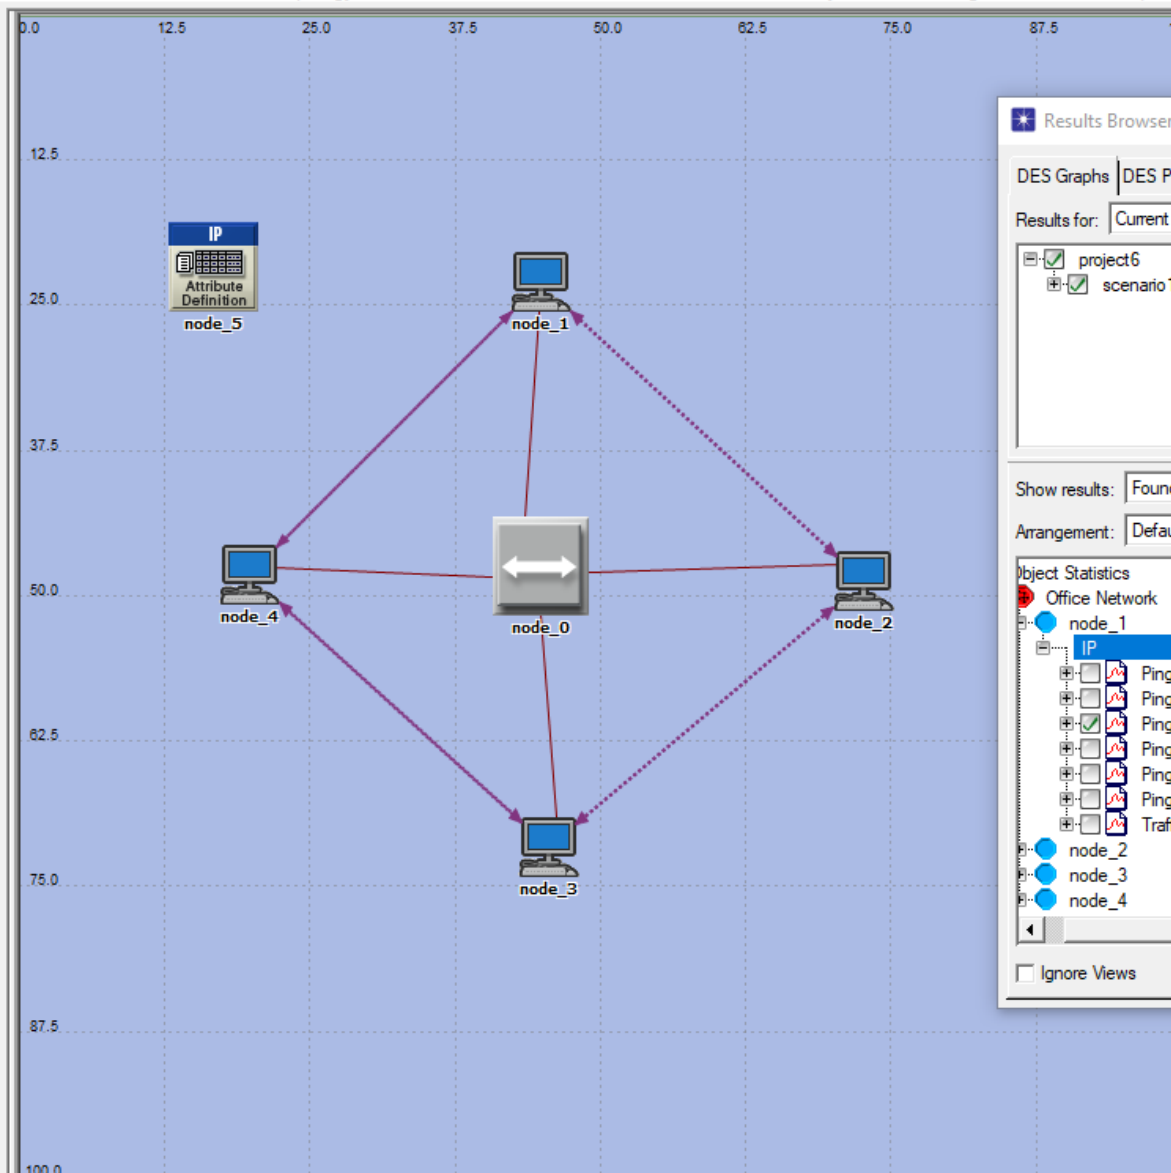 0.0 12.5 25.0 37.5 50.0 62.5 75.0 87.5
12.5
25.0
37.5
50.0
62.5
75.0
87.5
100.0
IP
Attribute
Definition
node_5
node_1
node_4
node_0
node_2
node_3
Results Browser
DES Graphs DES P
Results for: Current
project6
scenario1
Show results: Foun
Arrangement: Defau
Object Statistics
Office Network
node_1
IP
Ping
Ping
Ping
Ping
Ping
Ping
Traf
node_2
node_3
node_4
Ignore Views